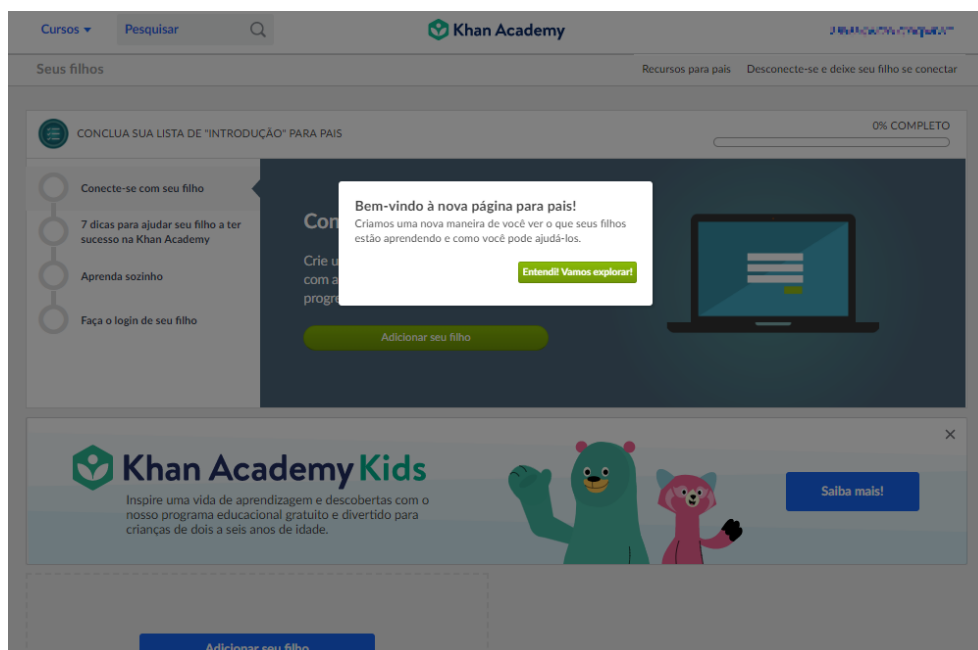 Cursos
Pesquisar
Khan Academy
Seus filhos
Recursos para pais
Desconecte-se e deixe seu filho se conectar
CONCLUA SUA LISTA DE "INTRODUÇÃO" PARA PAIS
0% COMPLETO
Conecte-se com seu filho
7 dicas para ajudar seu filho a ter
sucesso na Khan Academy
Aprenda sozinho
Faça o login de seu filho
Con
Crie u
com a
progre
Adicionar seu filho
Bem-vindo à nova página para pais!
Criamos uma nova maneira de você ver o que seus filhos
estão aprendendo e como você pode ajudá-los.
Entendi! Vamos explorar!
Khan Academy Kids
Inspire uma vida de aprendizagem e descobertas com o
nosso programa educacional gratuito e divertido para
crianças de dois a seis anos de idade.
Saiba mais!
Adicionar seu filho